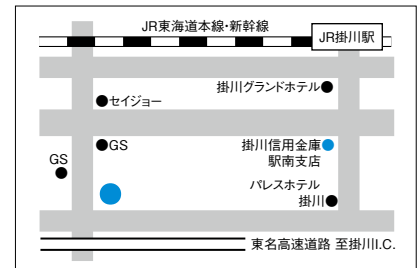 JR東海道本線・新幹線
JR掛川駅
掛川グランドホテル
セイジョー
GS
掛川信用金庫
駅南支店
GS
パレスホテル
掛川
東名高速道路 至掛川I.C.